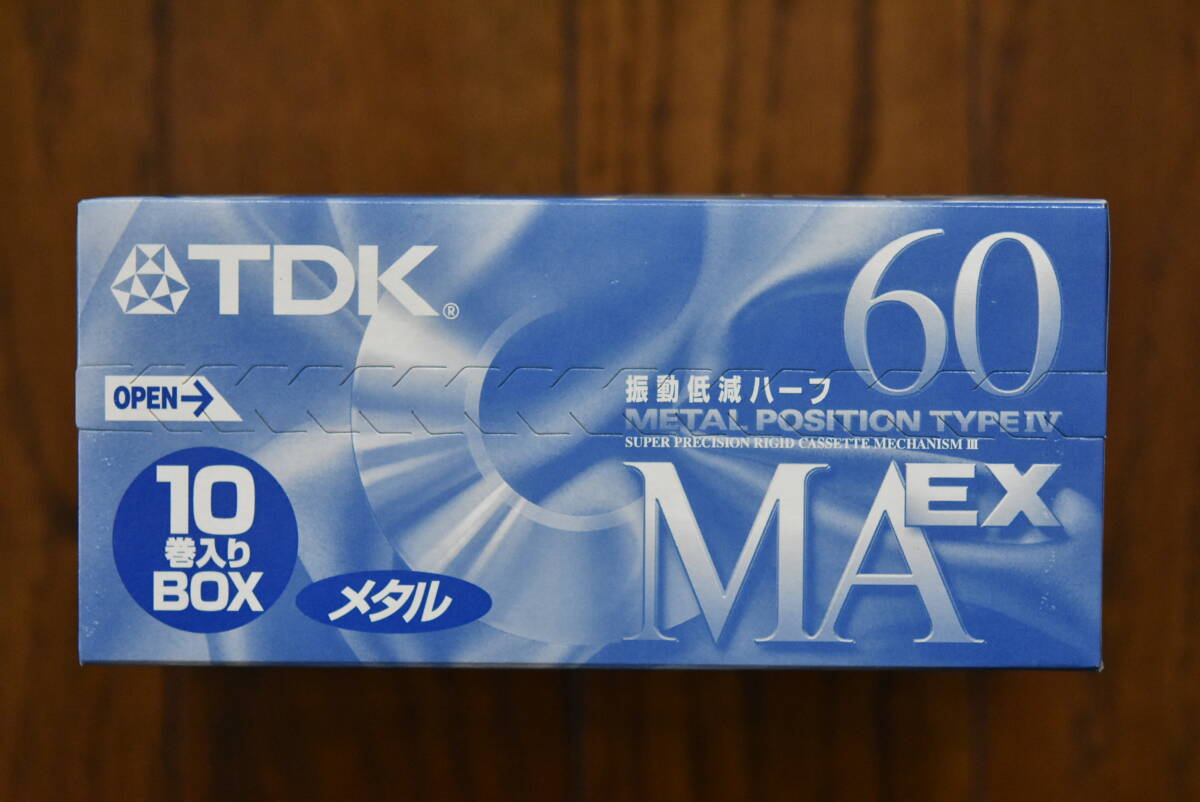 TDK®
60
OPEN→
振動低減ハーフ
METAL POSITION TYPE IV
SUPER PRECISION RIGID CASSETTE MECHANISM III
MA EX
10
巻入り
BOX
メタル